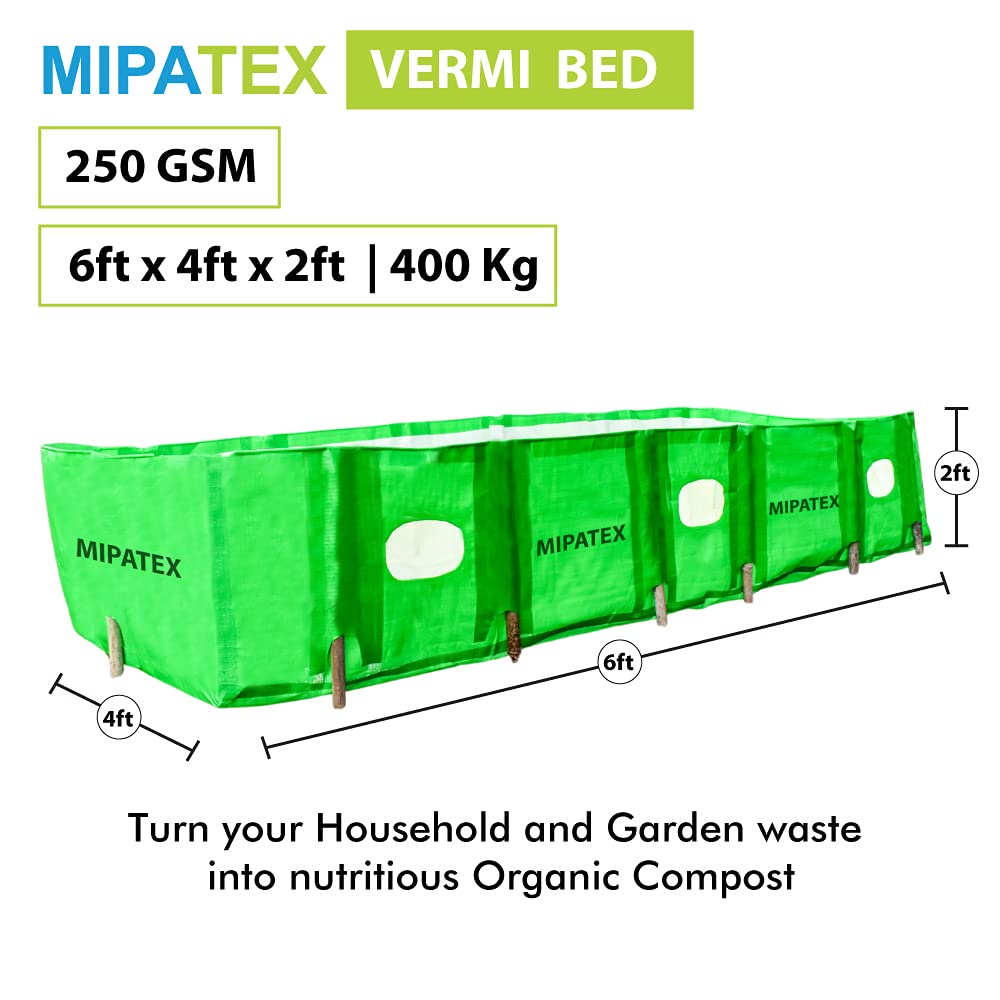 MIPATEX VERMI BED
250 GSM
6ft x 4ft x 2ft | 400 Kg
2ft
MIPATEX
MIPATEX
MIPATEX
6ft
4ft
Turn your Household and Garden waste
into nutritious Organic Compost